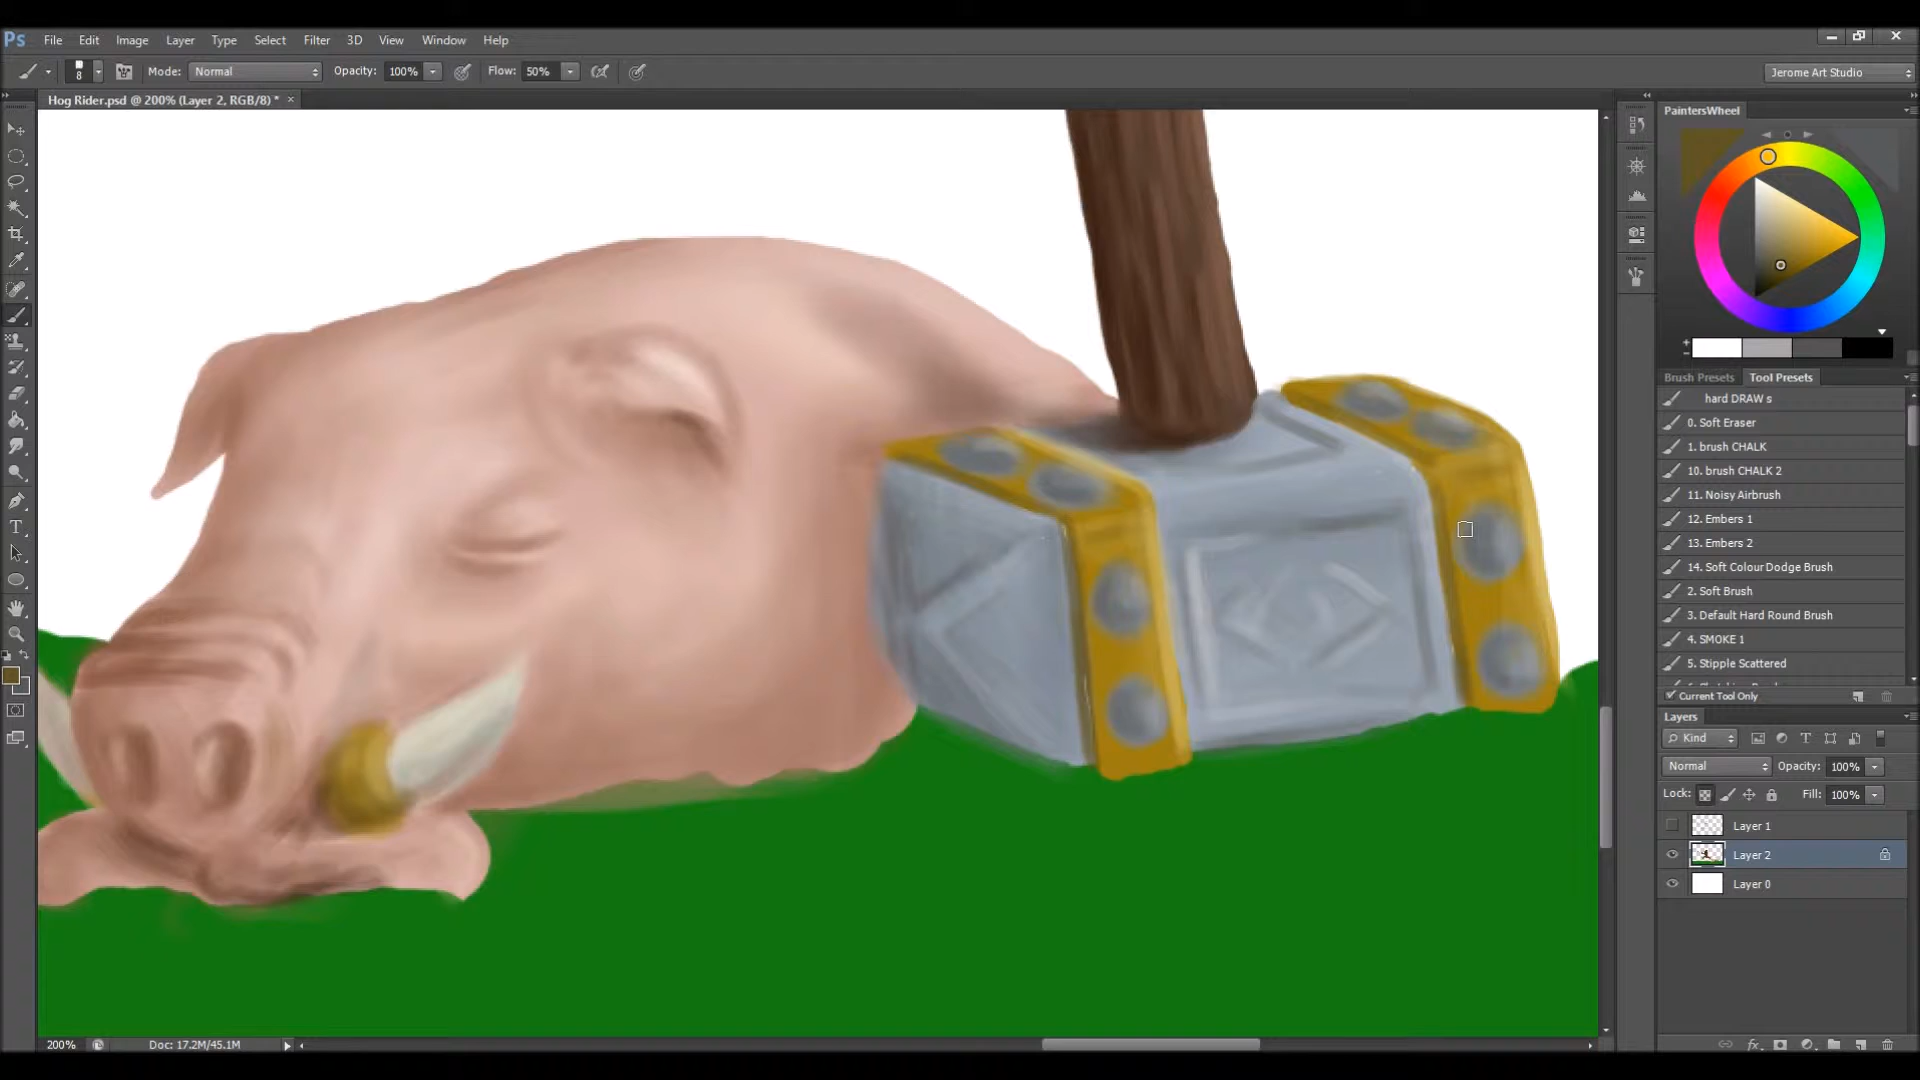 Ps File Edit Image Layer Type Select Filter 3D View Window Help
8 Mode: Normal Opacity: 100% Flow: 50% Jerome Art Studio
Hog Rider.psd @ 200% (Layer 2, RGB/8) * ×
PaintersWheel
Brush Presets Tool Presets
hard DRAW s
0. Soft Eraser
1. brush CHALK
10. brush CHALK 2
11. Noisy Airbrush
12. Embers 1
13. Embers 2
14. Soft Colour Dodge Brush
2. Soft Brush
3. Default Hard Round Brush
4. SMOKE 1
5. Stipple Scattered
Current Tool Only
Layers
Kind
Normal Opacity: 100%
Lock: Fill: 100%
Layer 1
Layer 2
Layer 0
200% Doc: 17.2M/45.1M